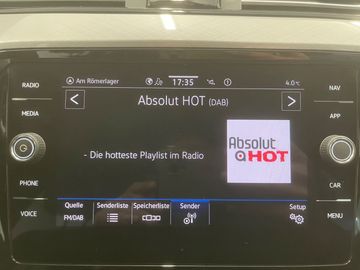 RADIO
MEDIA
PHONE
VOICE
Am Römerlager
17:35
4.0°C
Absolut HOT (DAB)
- Die hotteste Playlist im Radio
Absolut
HOT
Quelle
FM/DAB
Senderliste
Speicherliste
Sender
Setup
NAV
APP
CAR
MENU